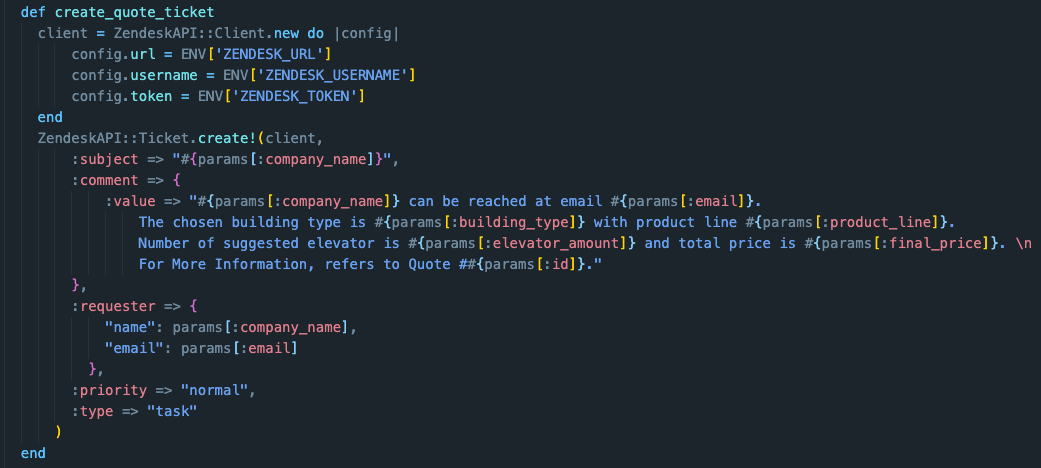 def create_quote_ticket
client = ZendeskAPI::Client.new do |config|
config.url = ENV['ZENDESK_URL']
config.username = ENV['ZENDESK_USERNAME']
config.token = ENV['ZENDESK_TOKEN']
end
ZendeskAPI::Ticket.create!(client,
:subject => "#{params[:company_name]}",
:comment => {
:value => "#{params[:company_name]} can be reached at email #{params[:email]}.
The chosen building type is #{params[:building_type]} with product line #{params[:product_line]}.
Number of suggested elevator is #{params[:elevator_amount]} and total price is #{params[:final_price]}. \n
For More Information, refers to Quote ##{params[:id]}."
},
:requester => {
"name": params[:company_name],
"email": params[:email]
},
:priority => "normal",
:type => "task"
)
end